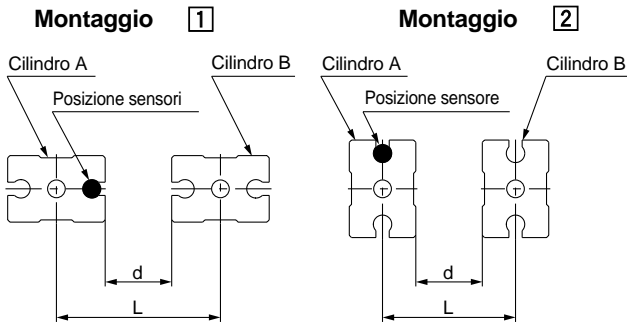 Montaggio 1
Montaggio 2
Cilindro A
Cilindro B
Posizione sensori
Cilindro A
Cilindro B
Posizione sensore
d
L
d
L